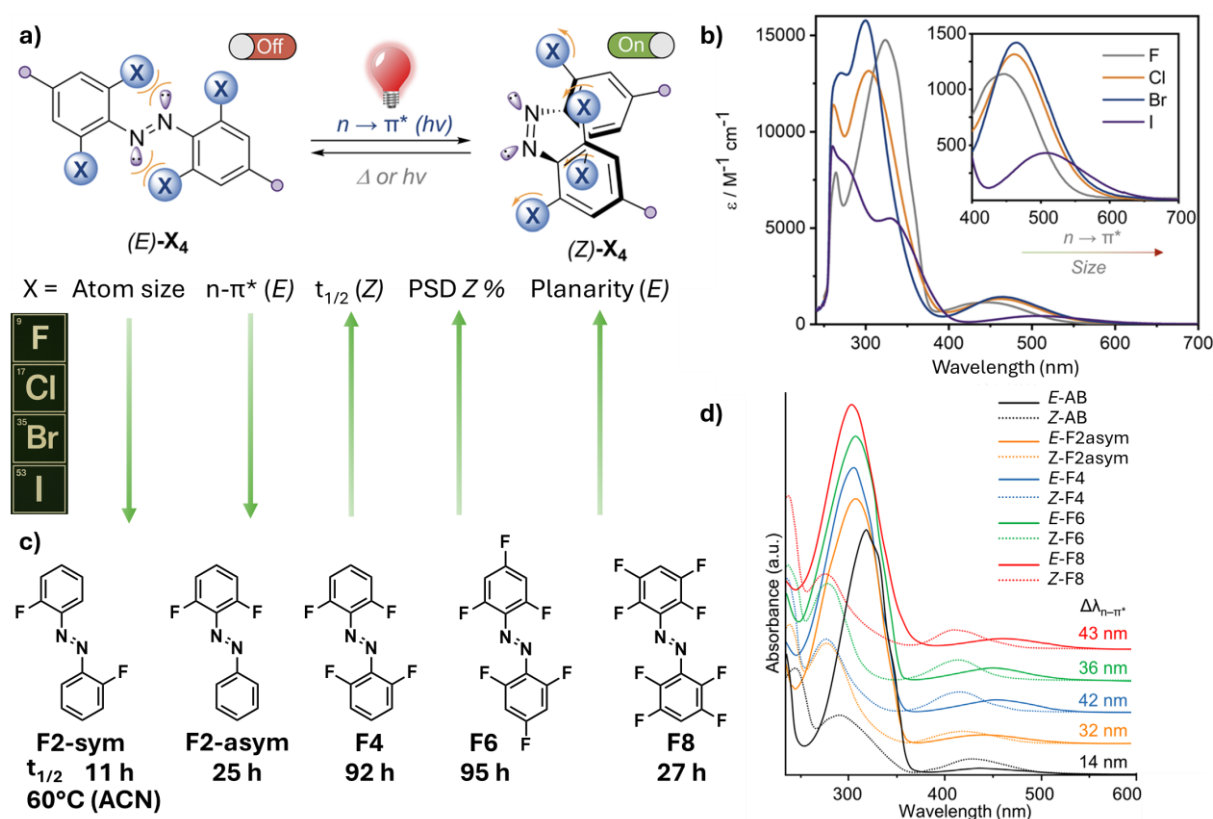 a)
Off
On
X
X
X
X
N
N
n → π* (hν)
Δ or hν
X
X
X
X
N
N
(E)-X₄
(Z)-X₄
X = Atom size n-π* (E) t₁/₂ (Z) PSD Z % Planarity (E)
9
F
17
Cl
35
Br
53
I
b)
15000
10000
5000
0
ε / M⁻¹ cm⁻¹
300 400 500 600 700
Wavelength (nm)
1500
1000
500
400 500 600 700
F
Cl
Br
I
n → π*
Size
c)
F
N
N
F
F2-sym
F
F
N
N
F2-asym
F
F
N
N
F
F
F4
F
F
F
N
N
F
F
F
F6
F
F
F
F
N
N
F
F
F
F
F8
t₁/₂ 11 h 25 h 92 h 95 h 27 h
60°C (ACN)
d)
E-AB
Z-AB
E-F2asym
Z-F2asym
E-F4
Z-F4
E-F6
Z-F6
E-F8
Z-F8
Δλn–π*
43 nm
36 nm
42 nm
32 nm
14 nm
Absorbance (a.u.)
300 400 500 600
Wavelength (nm)